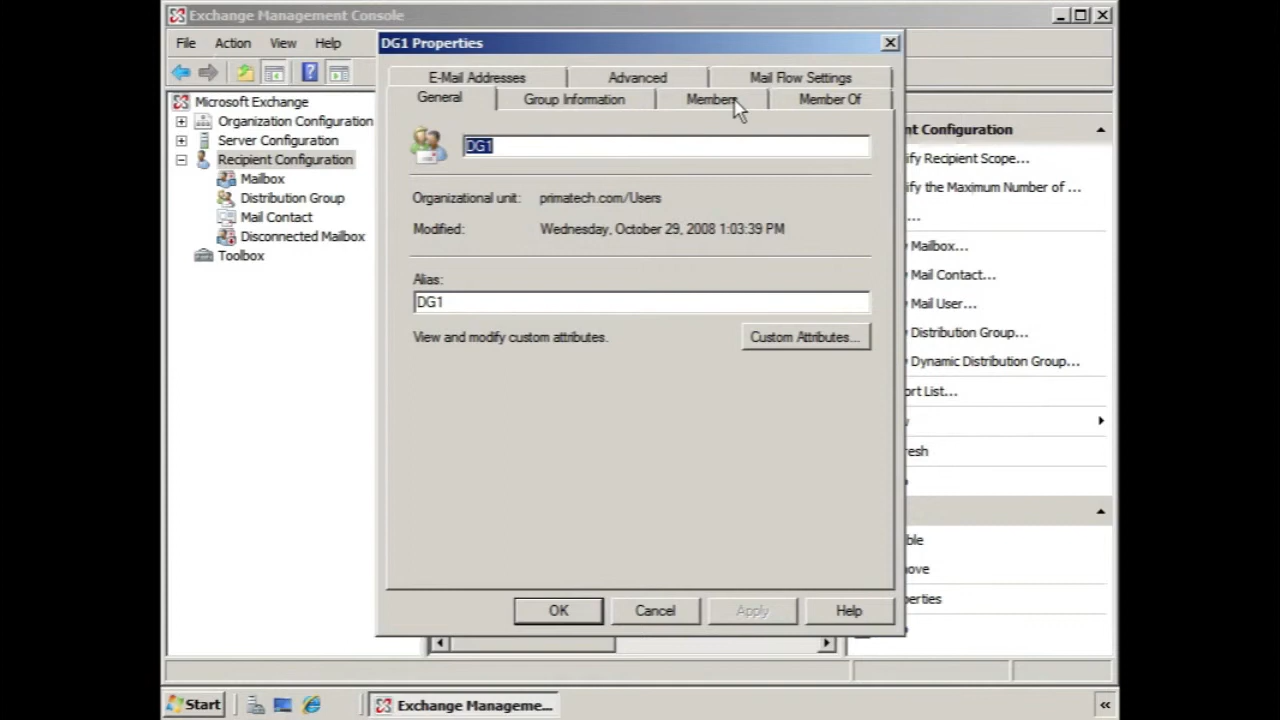 Exchange Management Console
File Action View Help
Microsoft Exchange
Organization Configuration
Server Configuration
Recipient Configuration
Mailbox
Distribution Group
Mail Contact
Disconnected Mailbox
Toolbox
DG1 Properties
E-Mail Addresses Advanced Mail Flow Settings
General Group Information Members Member Of
DG1
Organizational unit: primatech.com/Users
Modified: Wednesday, October 29, 2008 1:03:39 PM
Alias:
DG1
View and modify custom attributes. Custom Attributes...
OK Cancel Apply Help
nt Configuration
fy Recipient Scope...
fy the Maximum Number of ...
...
Mailbox...
Mail Contact...
Mail User...
Distribution Group...
Dynamic Distribution Group...
ort List...
esh
ble
ove
perties
Start Exchange Manageme... «